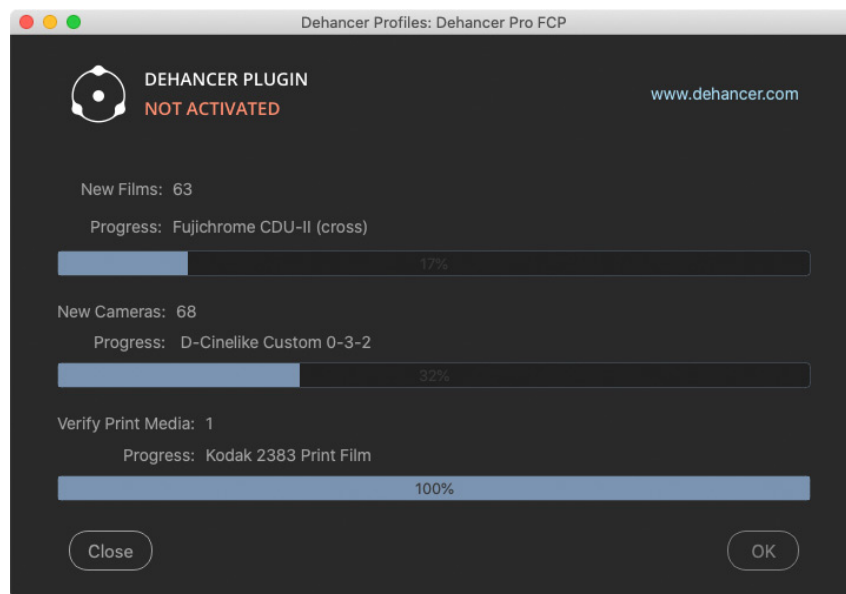 Dehancer Profiles: Dehancer Pro FCP
DEHANCER PLUGIN
NOT ACTIVATED
www.dehancer.com
New Films: 63
Progress: Fujichrome CDU-II (cross)
17%
New Cameras: 68
Progress: D-Cinelike Custom 0-3-2
32%
Verify Print Media: 1
Progress: Kodak 2383 Print Film
100%
Close
OK